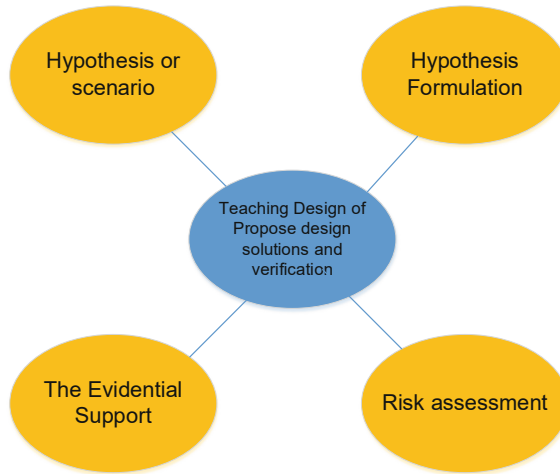 Hypothesis or
scenario
Hypothesis
Formulation
Teaching Design of
Propose design
solutions and
verification
The Evidential
Support
Risk assessment